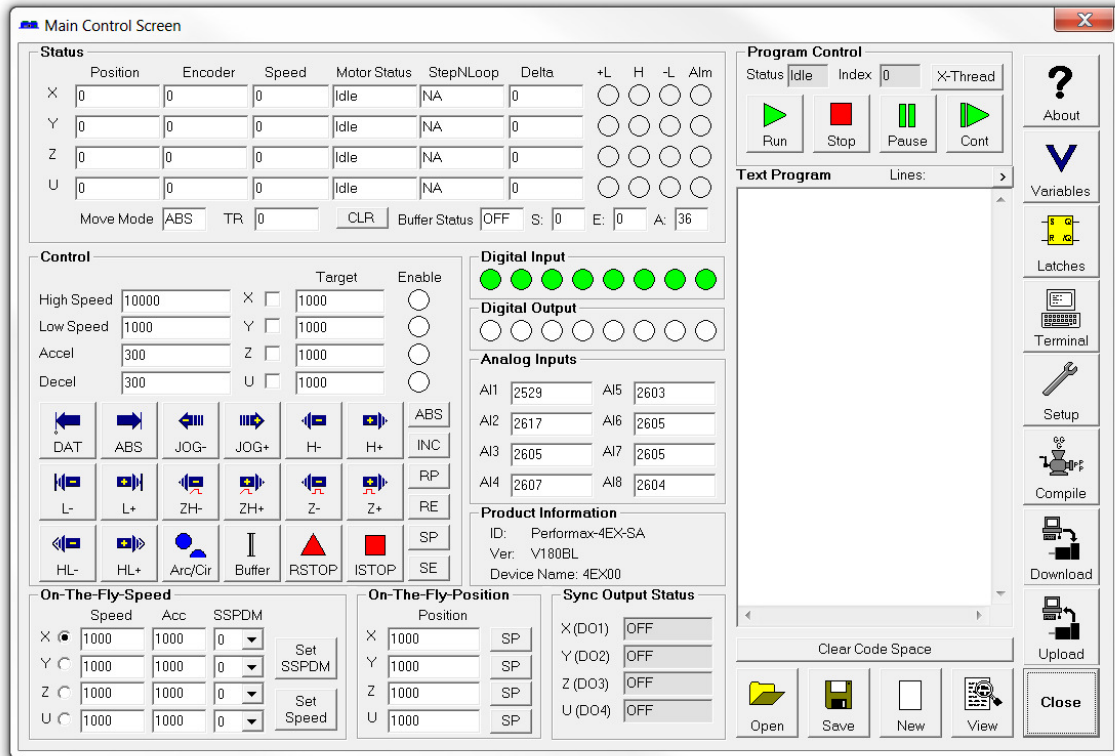 Main Control Screen
Status
Position Encoder Speed Motor Status StepNLoop Delta +L H -L Alm
X 0 0 0 Idle NA 0
Y 0 0 0 Idle NA 0
Z 0 0 0 Idle NA 0
U 0 0 0 Idle NA 0
Move Mode ABS TR 0 CLR Buffer Status OFF S: 0 E: 0 A: 36
Control
Target Enable
High Speed 10000 X 1000
Low Speed 1000 Y 1000
Accel 300 Z 1000
Decel 300 U 1000
DAT ABS JOG- JOG+ H- H+
L- L+ ZH- ZH+ Z- Z+
HL- HL+ Arc/Cir Buffer RSTOP ISTOP
ABS
INC
RP
RE
SP
SE
Digital Input
Digital Output
Analog Inputs
AI1 2529 AI5 2603
AI2 2617 AI6 2605
AI3 2605 AI7 2605
AI4 2607 AI8 2604
Product Information
ID: Performax-4EX-SA
Ver: V180BL
Device Name: 4EX00
On-The-Fly-Speed
Speed Acc SSPDM
X 1000 1000 0
Y 1000 1000 0
Z 1000 1000 0
U 1000 1000 0
Set
SSPDM
Set
Speed
On-The-Fly-Position
Position
X 1000 SP
Y 1000 SP
Z 1000 SP
U 1000 SP
Sync Output Status
X (DO1) OFF
Y (DO2) OFF
Z (DO3) OFF
U (DO4) OFF
Program Control
Status Idle Index 0 X-Thread
Run Stop Pause Cont
Text Program Lines: >
Clear Code Space
Open Save New View
?
About
V
Variables
S Q
R /Q
Latches
Terminal
Setup
Compile
Download
Upload
Close